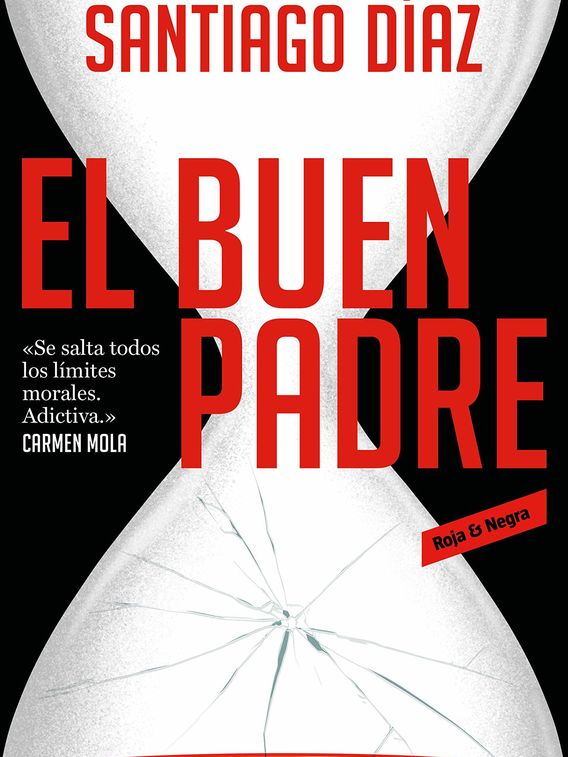 SANTIAGO DÍAZ
EL BUEN
PADRE
«Se salta todos
los límites
morales.
Adictiva.»
CARMEN MOLA
Roja & Negra